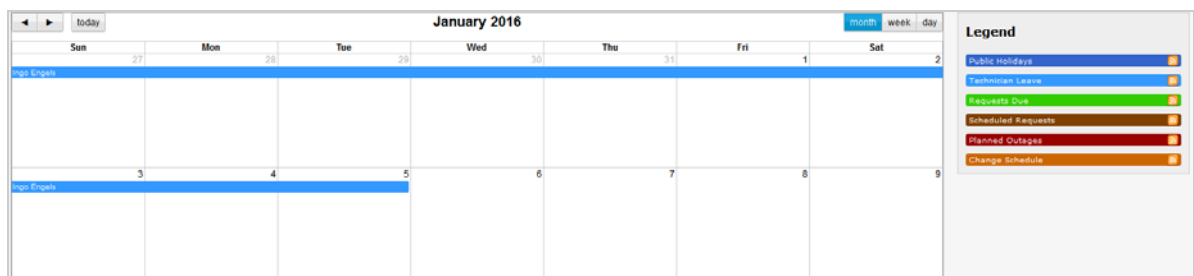 ◄ ► today January 2016 month week day
Sun Mon Tue Wed Thu Fri Sat
27 28 29 30 31 1 2
Ingo Engels
3 4 5 6 7 8 9
Ingo Engels
Legend
Public Holidays
Technician Leave
Requests Due
Scheduled Requests
Planned Outages
Change Schedule